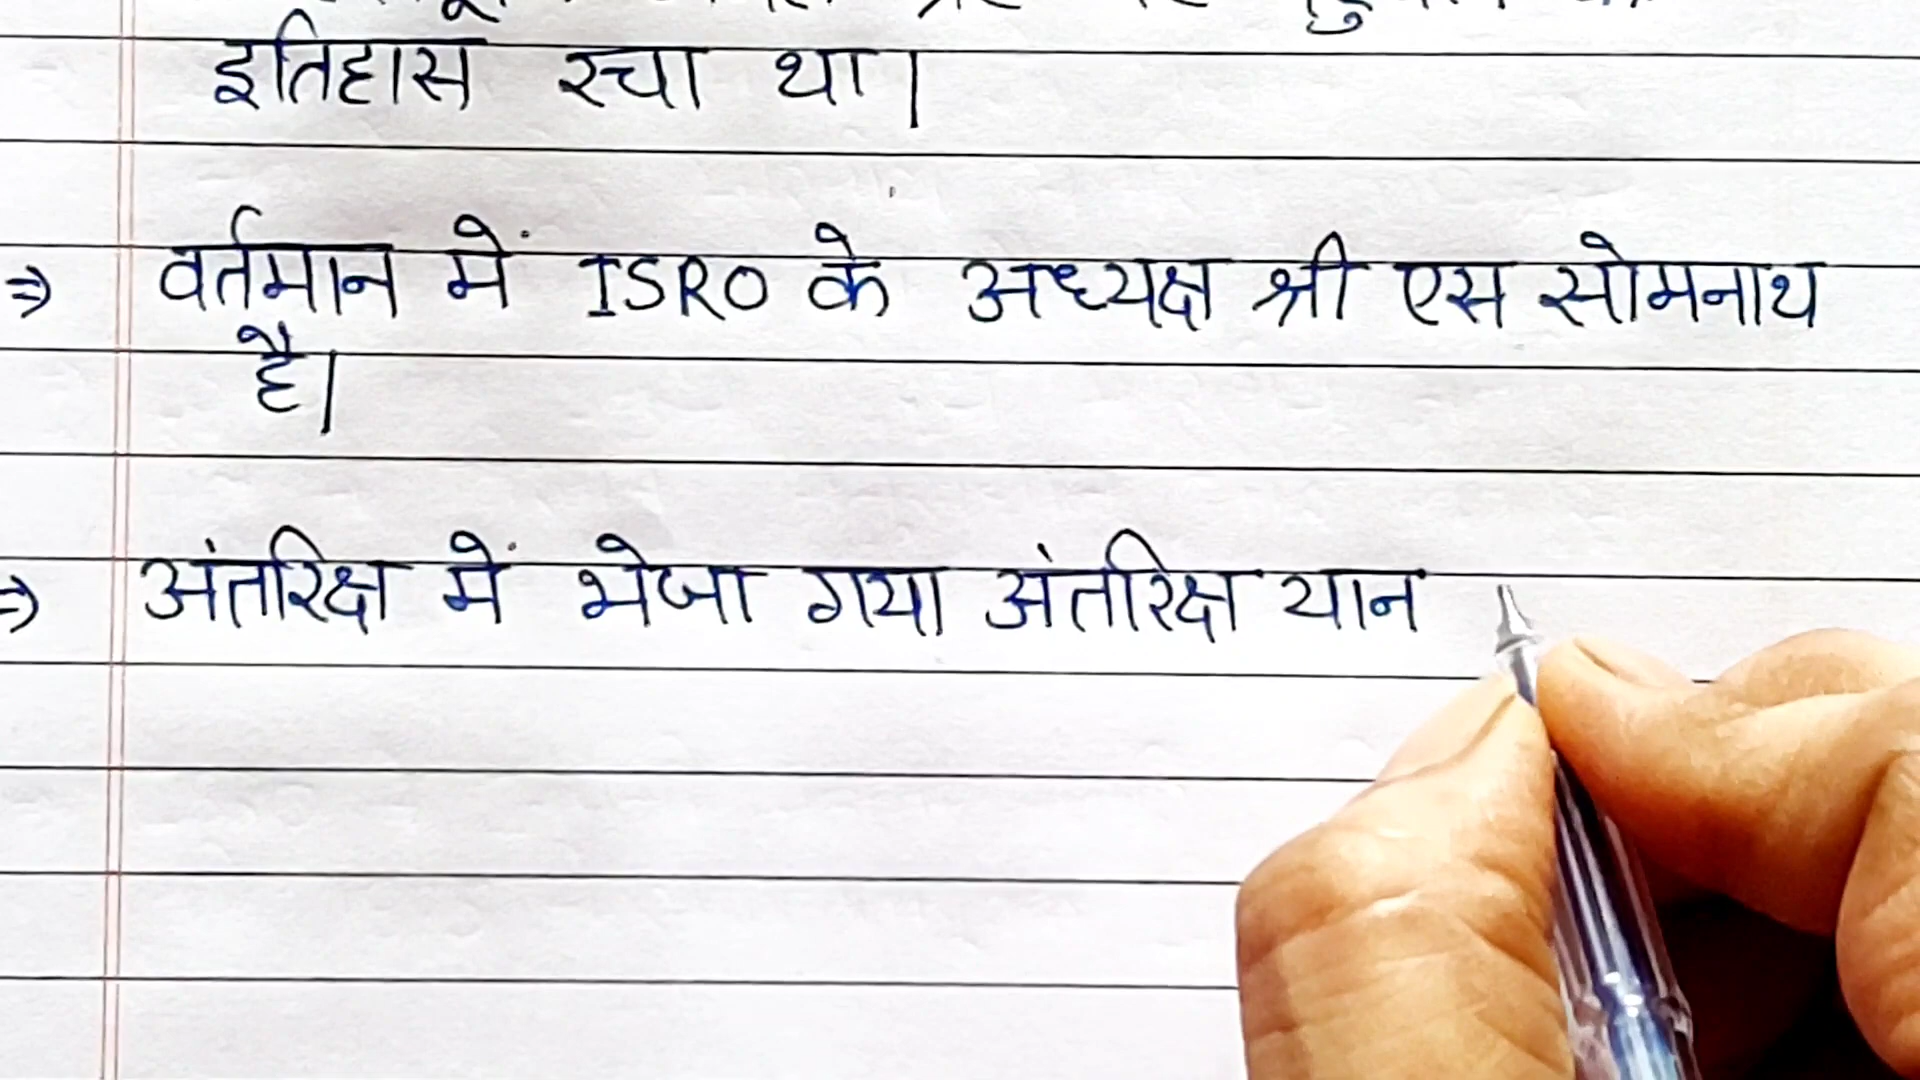 इतिहास रचा था।
⇒ वर्तमान में ISRO के अध्यक्ष श्री एस सोमनाथ
है।
⇒ अंतरिक्ष में भेजा गया अंतरिक्ष यान